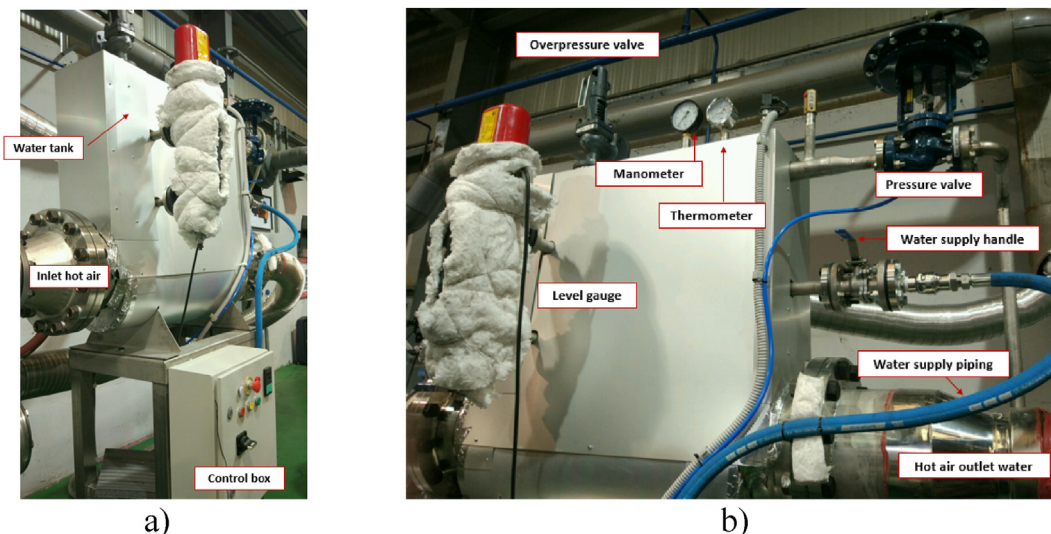 Water tank
Inlet hot air
Control box
a)
Overpressure valve
Manometer
Thermometer
Pressure valve
Water supply handle
Level gauge
Water supply piping
Hot air outlet water
b)